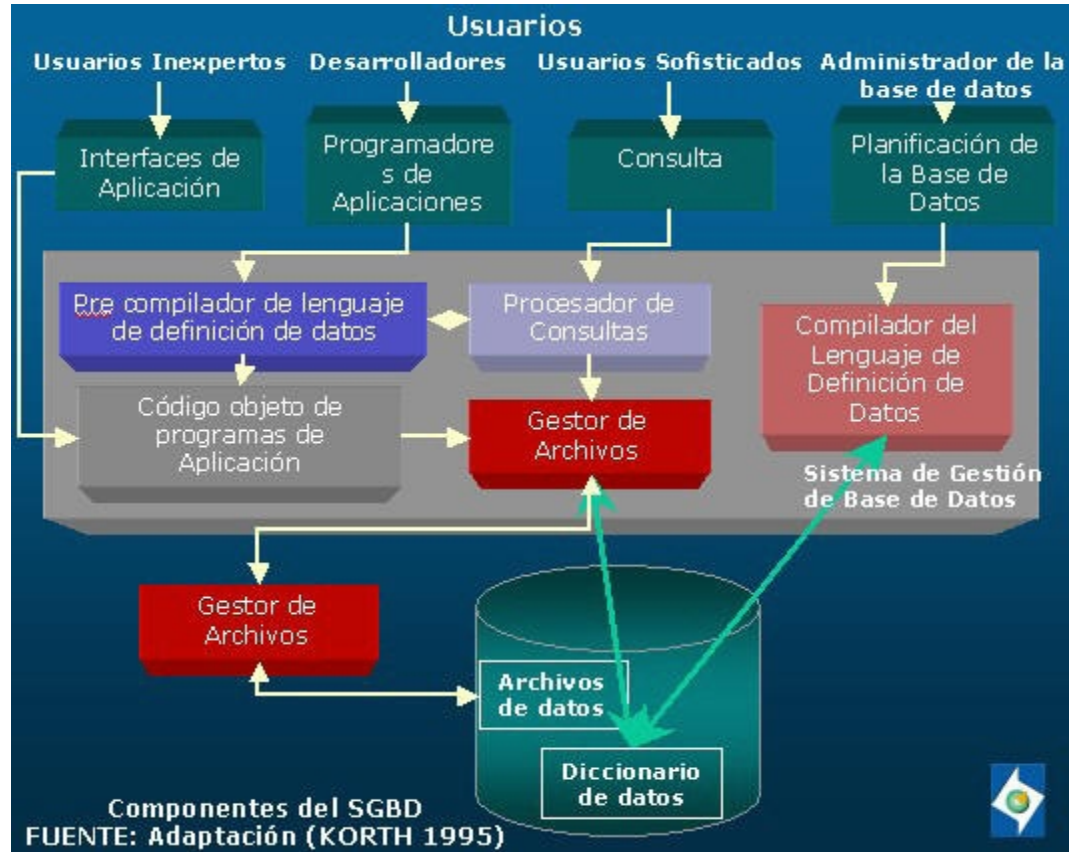 Usuarios
Usuarios Inexpertos
Desarrolladores
Usuarios Sofisticados
Administrador de la
base de datos
Interfaces de
Aplicación
Programadore
s de
Aplicaciones
Consulta
Planificación de
la Base de
Datos
Pre compilador de lenguaje
de definición de datos
Procesador de
Consultas
Compilador del
Lenguaje de
Definición de
Datos
Código objeto de
programas de
Aplicación
Gestor de
Archivos
Sistema de Gestión
de Base de Datos
Gestor de
Archivos
Archivos
de datos
Diccionario
de datos
Componentes del SGBD
FUENTE: Adaptación (KORTH 1995)